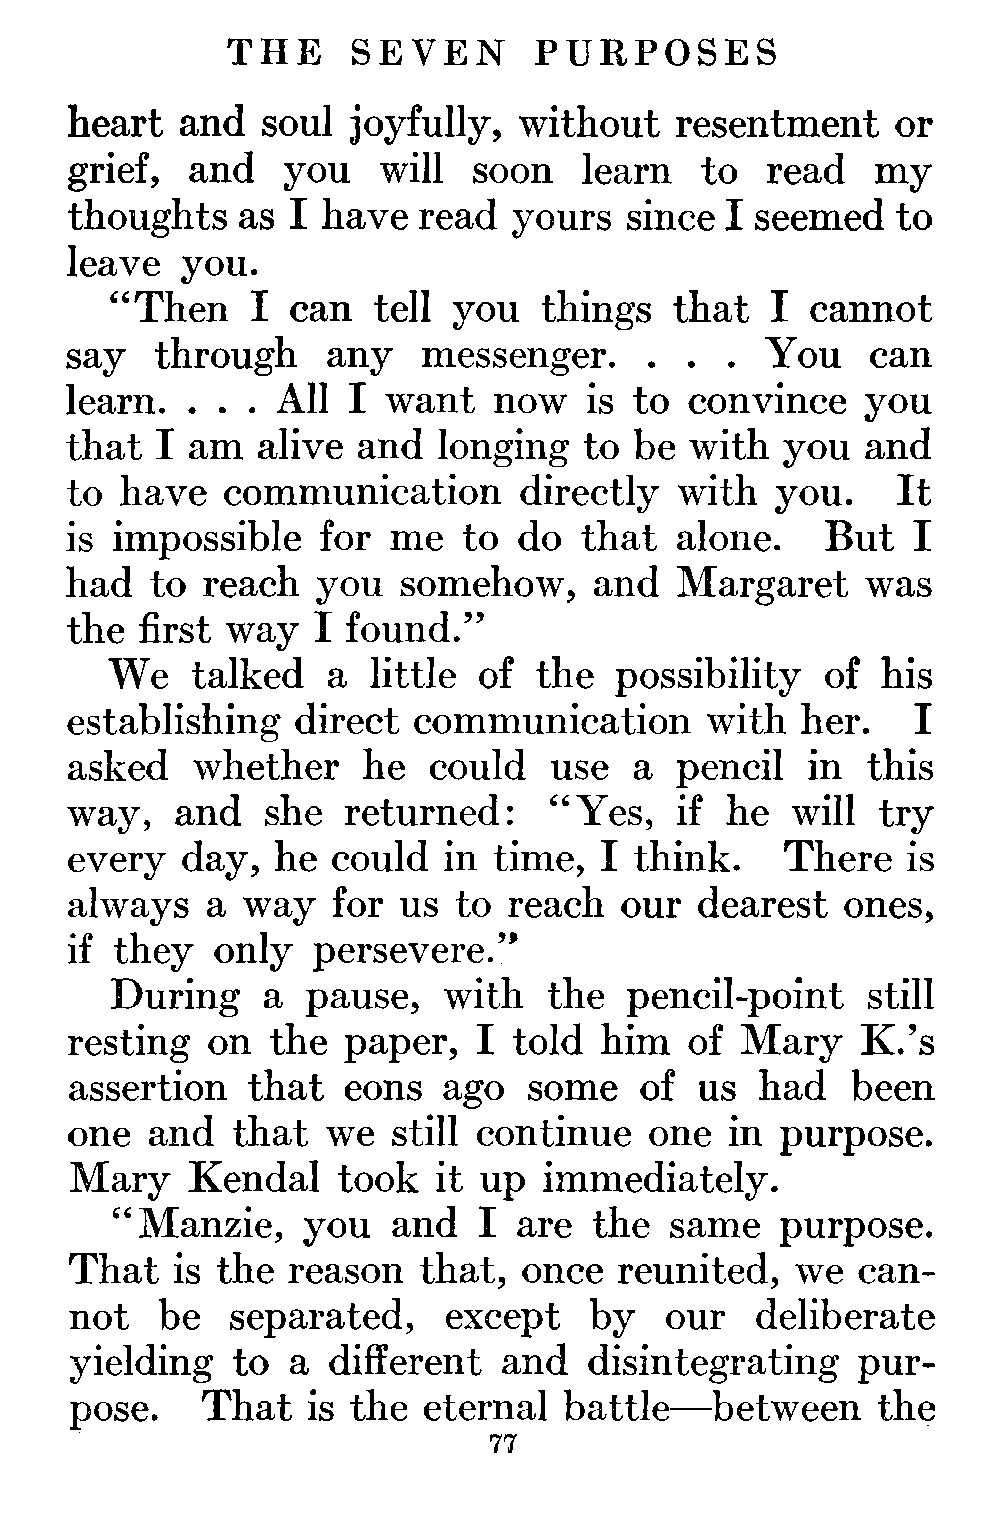 THE SEVEN PURPOSES
heart and soul joyfully, without resentment or
grief, and you will soon learn to read my
thoughts as I have read yours since I seemed to
leave you.
“Then I can tell you things that I cannot
say through any messenger. . . . You can
learn. . . . All I want now is to convince you
that I am alive and longing to be with you and
to have communication directly with you. It
is impossible for me to do that alone. But I
had to reach you somehow, and Margaret was
the first way I found.”
We talked a little of the possibility of his
establishing direct communication with her. I
asked whether he could use a pencil in this
way, and she returned: “Yes, if he will try
every day, he could in time, I think. There is
always a way for us to reach our dearest ones,
if they only persevere.”
During a pause, with the pencil-point still
resting on the paper, I told him of Mary K.’s
assertion that eons ago some of us had been
one and that we still continue one in purpose.
Mary Kendal took it up immediately.
“Manzie, you and I are the same purpose.
That is the reason that, once reunited, we can-
not be separated, except by our deliberate
yielding to a different and disintegrating pur-
pose. That is the eternal battle—between the
77